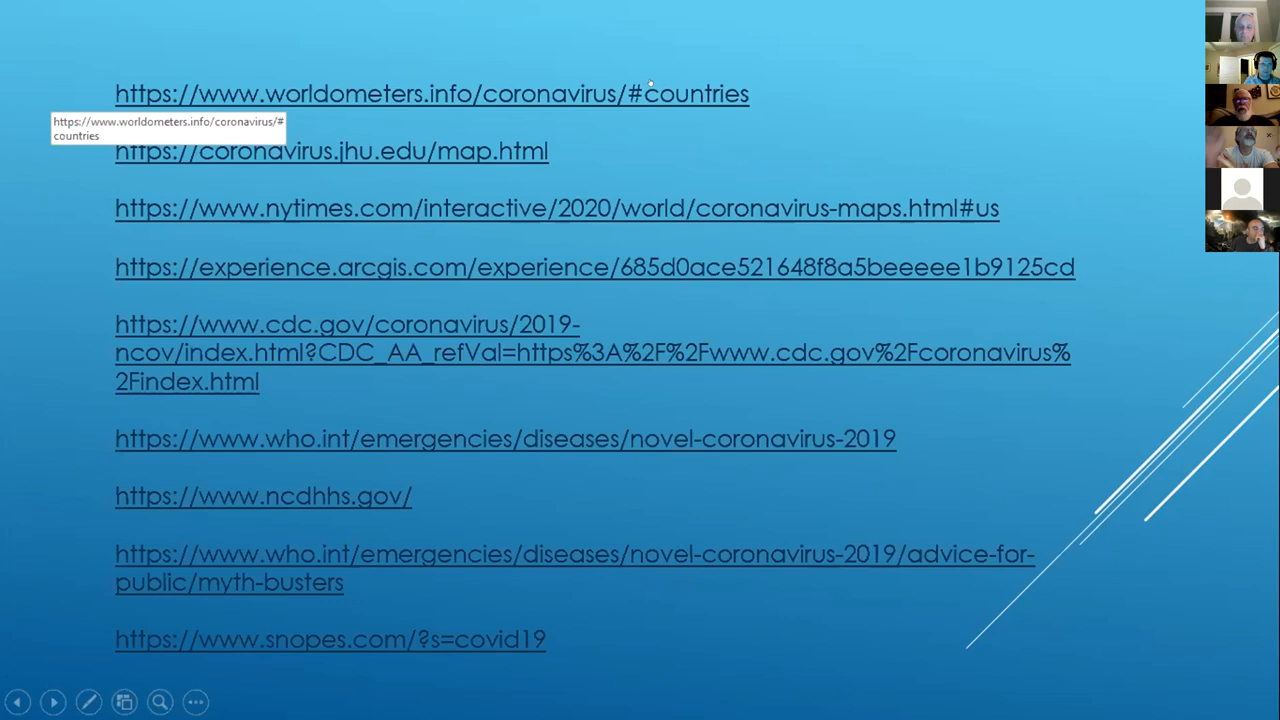 https://www.worldometers.info/coronavirus/#countries
https://www.worldometers.info/coronavirus/#
countries
https://coronavirus.jhu.edu/map.html
https://www.nytimes.com/interactive/2020/world/coronavirus-maps.html#us
https://experience.arcgis.com/experience/685d0ace521648f8a5beeeee1b9125cd
https://www.cdc.gov/coronavirus/2019-
ncov/index.html?CDC_AA_refVal=https%3A%2F%2Fwww.cdc.gov%2Fcoronavirus%
2Findex.html
https://www.who.int/emergencies/diseases/novel-coronavirus-2019
https://www.ncdhhs.gov/
https://www.who.int/emergencies/diseases/novel-coronavirus-2019/advice-for-
public/myth-busters
https://www.snopes.com/?s=covid19